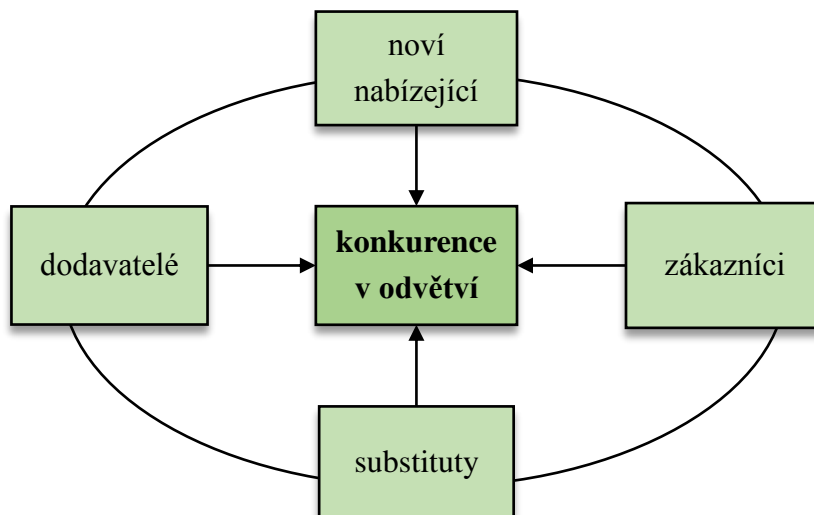 noví
nabízející
dodavatelé
konkurence
v odvětví
zákazníci
substituty